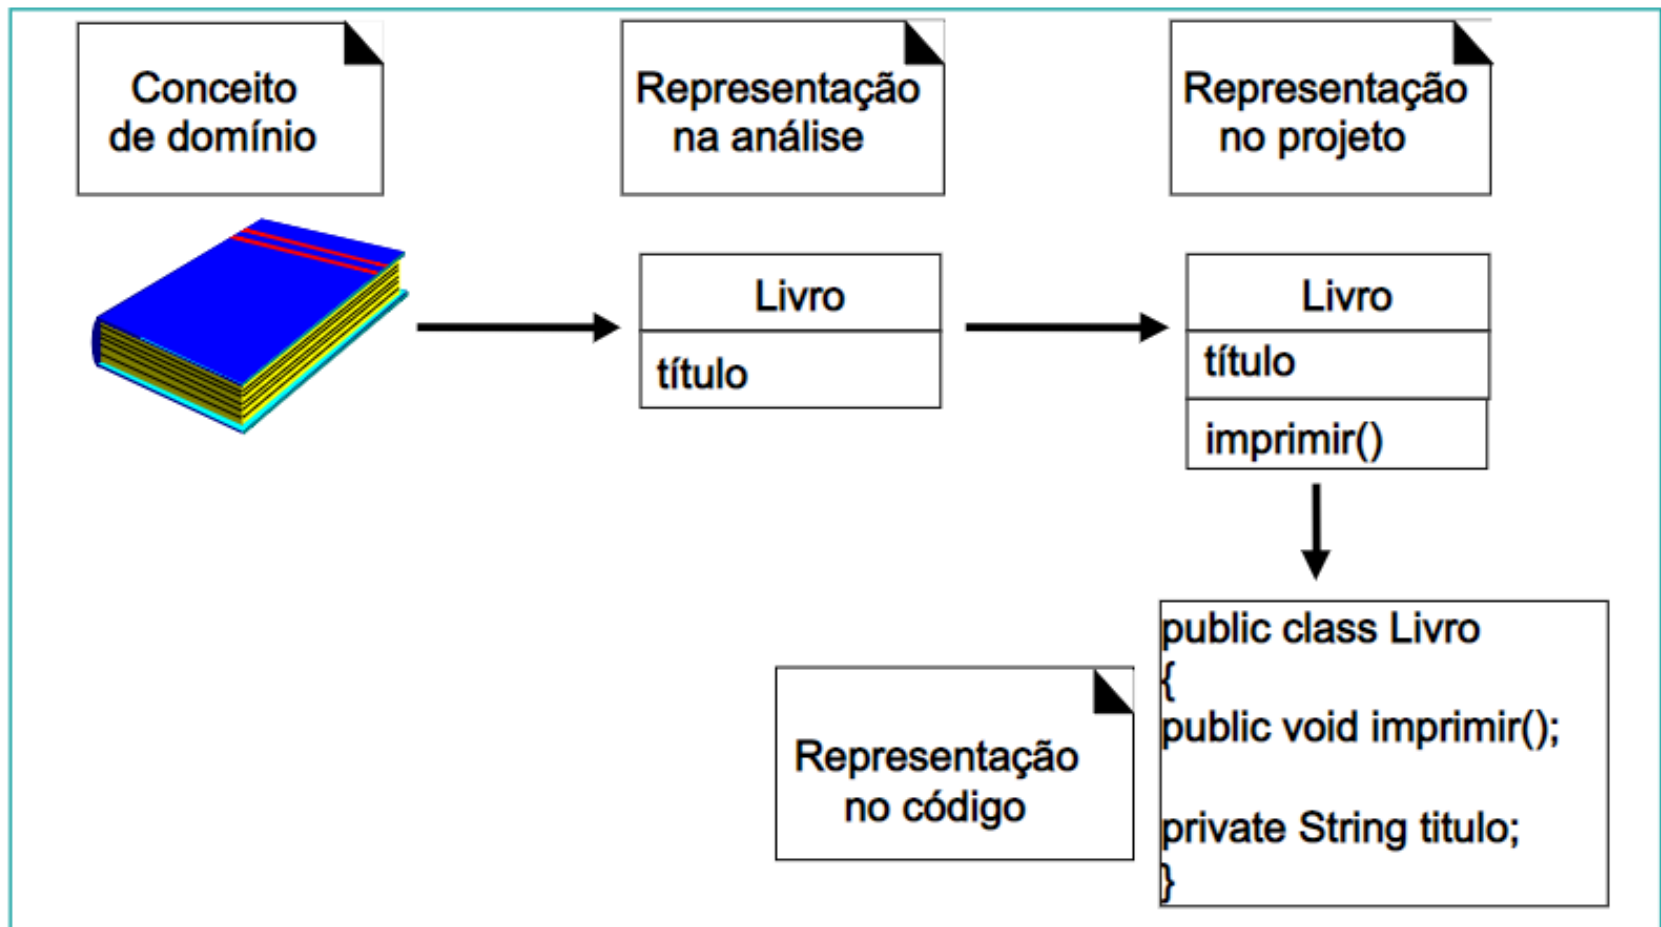 Conceito
de domínio
Representação
na análise
Representação
no projeto
Livro
título
Livro
título
imprimir()
Representação
no código
public class Livro
{
public void imprimir();
private String titulo;
}